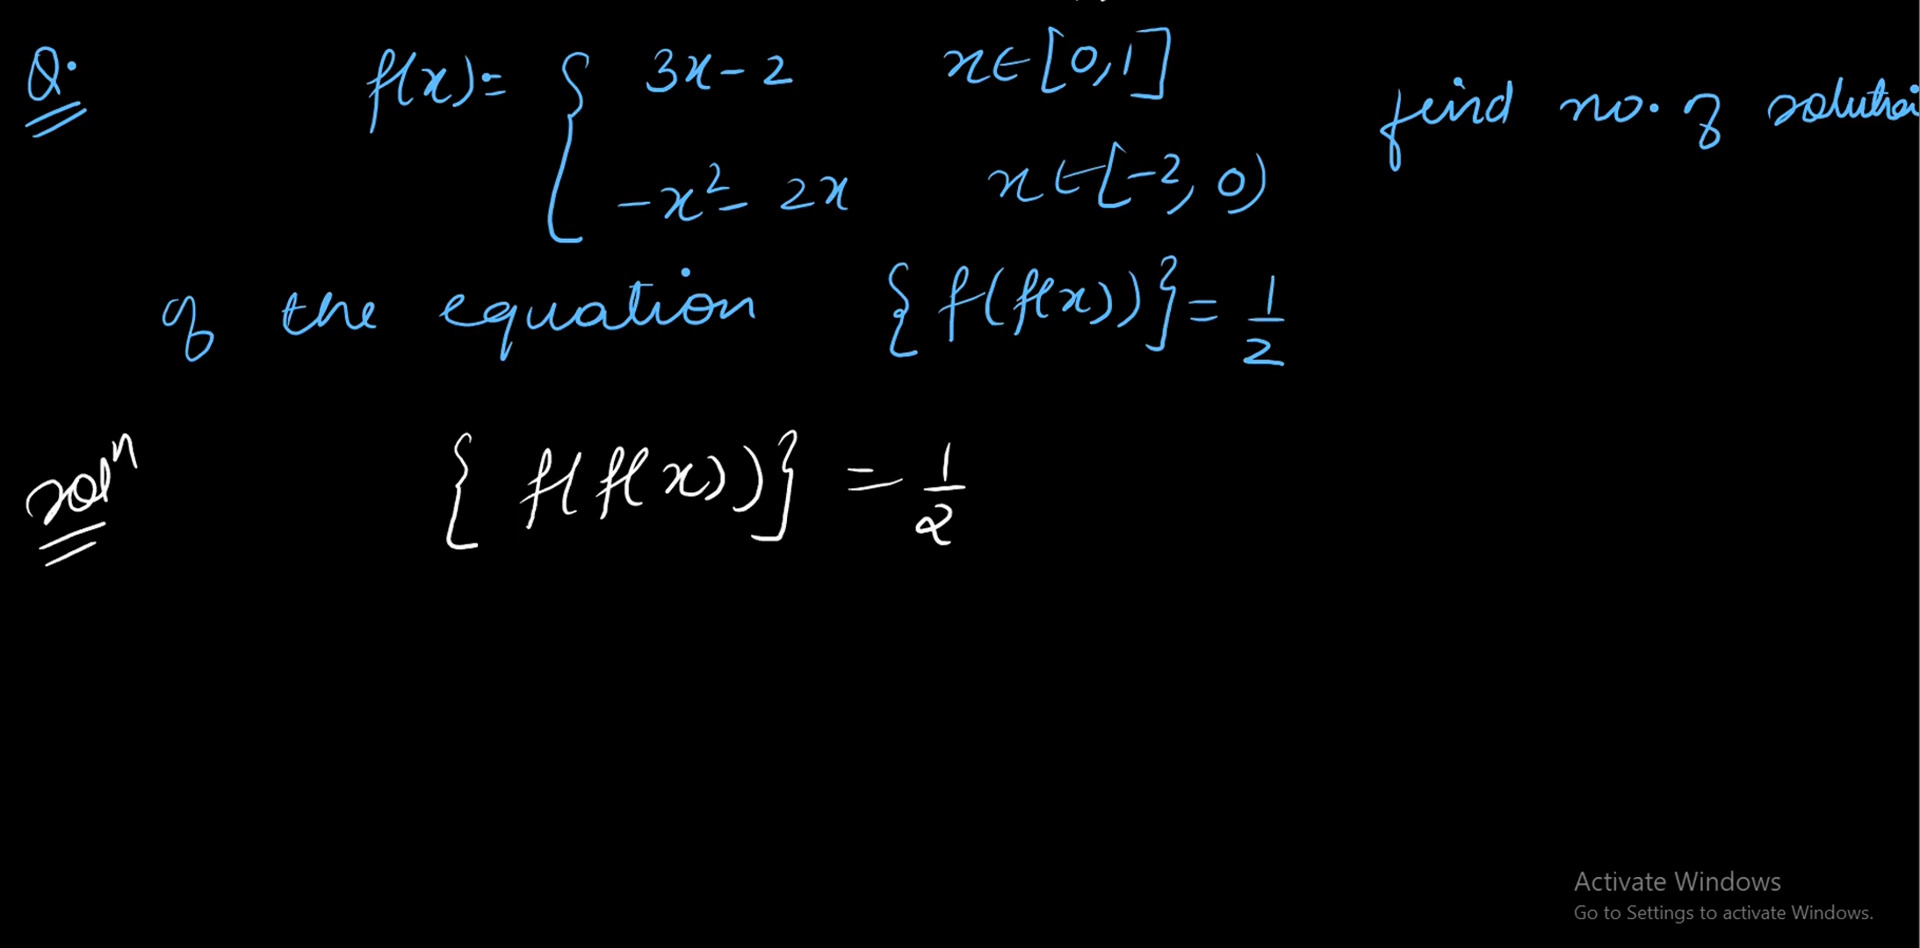 Q. f(x) = { 3x - 2 x ∈ [0, 1] find no. of solution
-x² - 2x x ∈ [-2, 0)
of the equation { f(f(x)) } = 1/2
solⁿ { f(f(x)) } = 1/2
Activate Windows
Go to Settings to activate Windows.